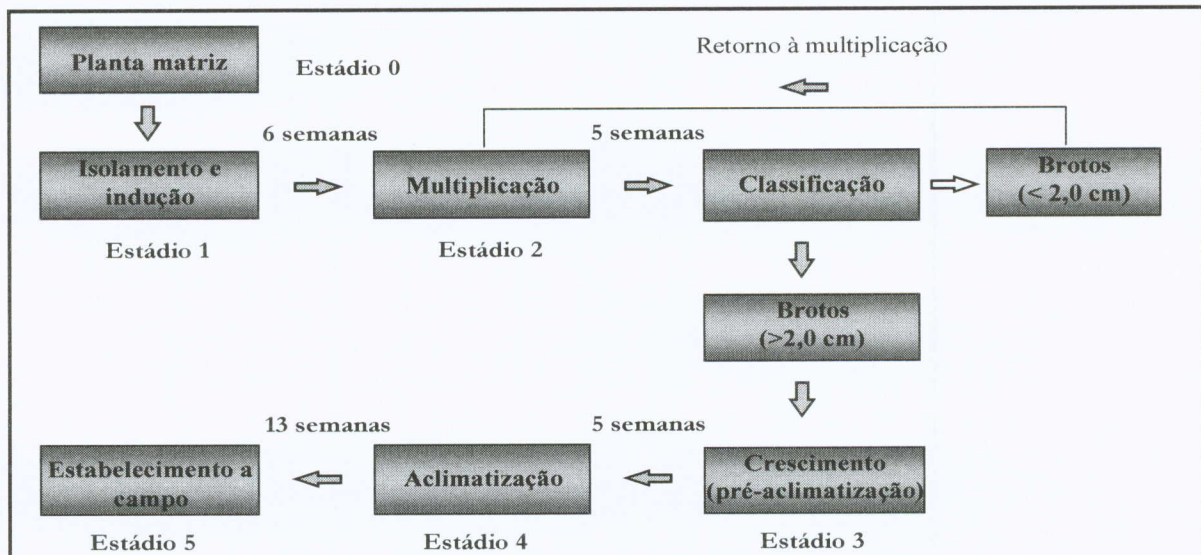 Planta matriz
Estádio 0
Retorno à multiplicação
6 semanas
5 semanas
Isolamento e
indução
Multiplicação
Classificação
Brotos
(< 2,0 cm)
Estádio 1
Estádio 2
Brotos
(>2,0 cm)
13 semanas
5 semanas
Estabelecimento a
campo
Aclimatização
Crescimento
(pré-aclimatização)
Estádio 5
Estádio 4
Estádio 3